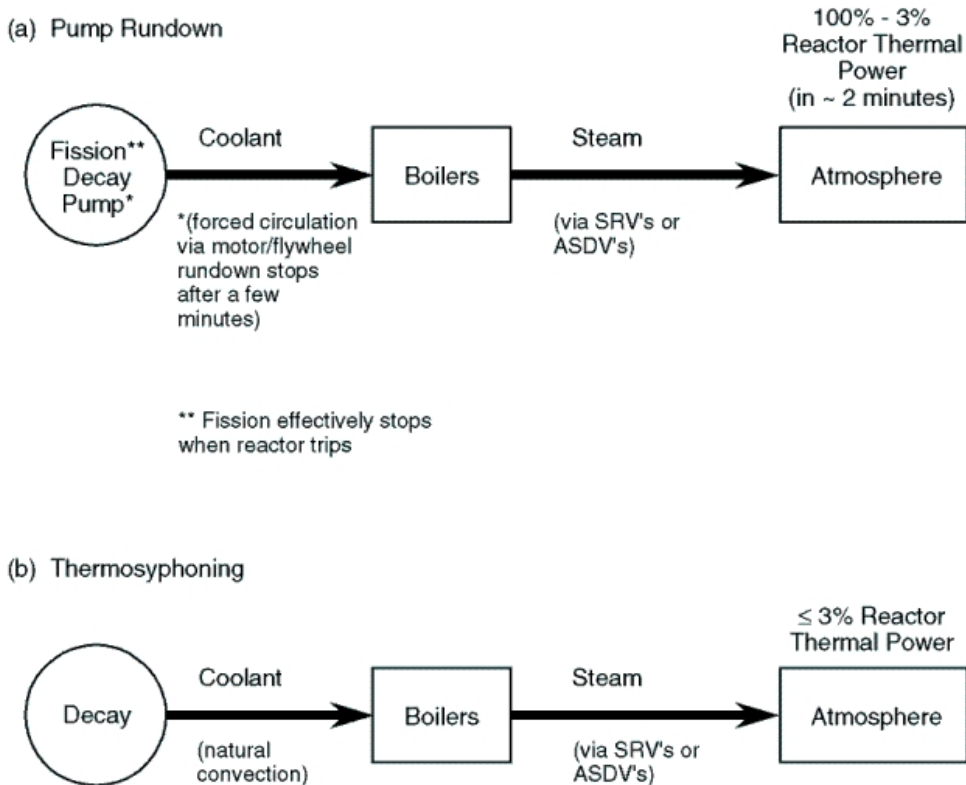 (a) Pump Rundown
100% - 3%
Reactor Thermal
Power
(in ~ 2 minutes)
Fission**
Decay
Pump*
Coolant
Boilers
Steam
Atmosphere
*(forced circulation
via motor/flywheel
rundown stops
after a few
minutes)
(via SRV's or
ASDV's)
** Fission effectively stops
when reactor trips
(b) Thermosyphoning
≤ 3% Reactor
Thermal Power
Decay
Coolant
Boilers
Steam
Atmosphere
(natural
convection)
(via SRV's or
ASDV's)